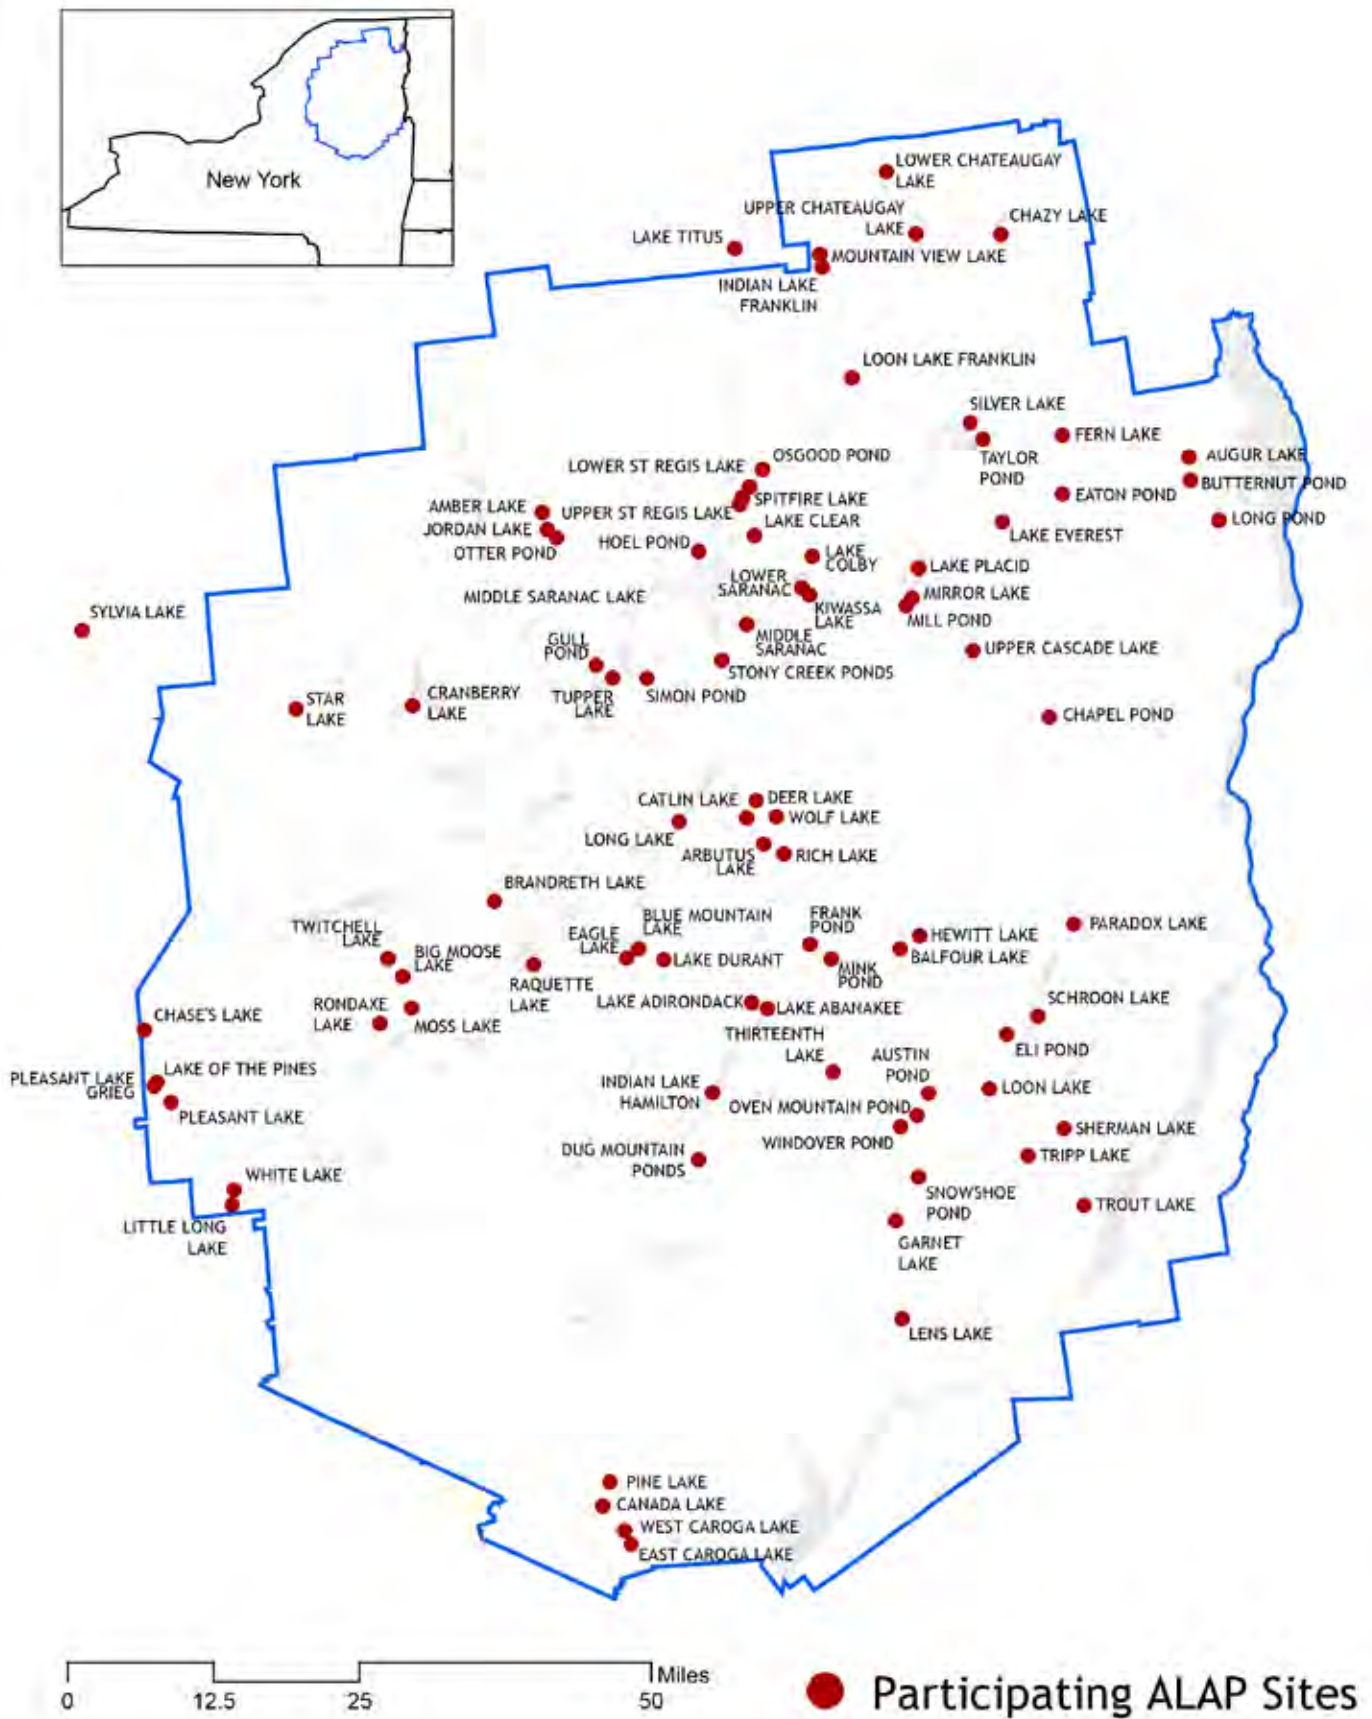 New York
LOWER CHATEAUGAY
LAKE
UPPER CHATEAUGAY
LAKE
CHAZY LAKE
LAKE TITUS
MOUNTAIN VIEW LAKE
INDIAN LAKE
FRANKLIN
LOON LAKE FRANKLIN
SILVER LAKE
FERN LAKE
TAYLOR
POND
AUGUR LAKE
OSGOOD POND
LOWER ST REGIS LAKE
BUTTERNUT POND
EATON POND
SPITFIRE LAKE
AMBER LAKE
UPPER ST REGIS LAKE
LONG POND
LAKE CLEAR
JORDAN LAKE
LAKE EVEREST
HOEL POND
OTTER POND
LAKE
COLBY
LAKE PLACID
LOWER
SARANAC
MIRROR LAKE
MIDDLE SARANAC LAKE
KIWASSA
LAKE
MILL POND
SYLVIA LAKE
MIDDLE
SARANAC
GULL
POND
UPPER CASCADE LAKE
STONY CREEK PONDS
CRANBERRY
LAKE
TUPPER
LAKE
SIMON POND
STAR
LAKE
CHAPEL POND
CATLIN LAKE
DEER LAKE
WOLF LAKE
LONG LAKE
ARBUTUS
LAKE
RICH LAKE
BRANDRETH LAKE
BLUE MOUNTAIN
LAKE
FRANK
POND
PARADOX LAKE
TWITCHELL
LAKE
EAGLE
LAKE
HEWITT LAKE
BIG MOOSE
LAKE
BALFOUR LAKE
LAKE DURANT
MINK
POND
RAQUETTE
LAKE
SCHROON LAKE
RONDAXE
LAKE
LAKE ADIRONDACK
LAKE ABANAKEE
CHASE'S LAKE
MOSS LAKE
THIRTEENTH
LAKE
ELI POND
AUSTIN
POND
LAKE OF THE PINES
PLEASANT LAKE
GRIEG
INDIAN LAKE
HAMILTON
LOON LAKE
OVEN MOUNTAIN POND
PLEASANT LAKE
SHERMAN LAKE
WINDOVER POND
DUG MOUNTAIN
PONDS
TRIPP LAKE
WHITE LAKE
SNOWSHOE
POND
TROUT LAKE
LITTLE LONG
LAKE
GARNET
LAKE
LENS LAKE
PINE LAKE
CANADA LAKE
WEST CAROGA LAKE
EAST CAROGA LAKE
Miles
0 12.5 25 50
Participating ALAP Sites